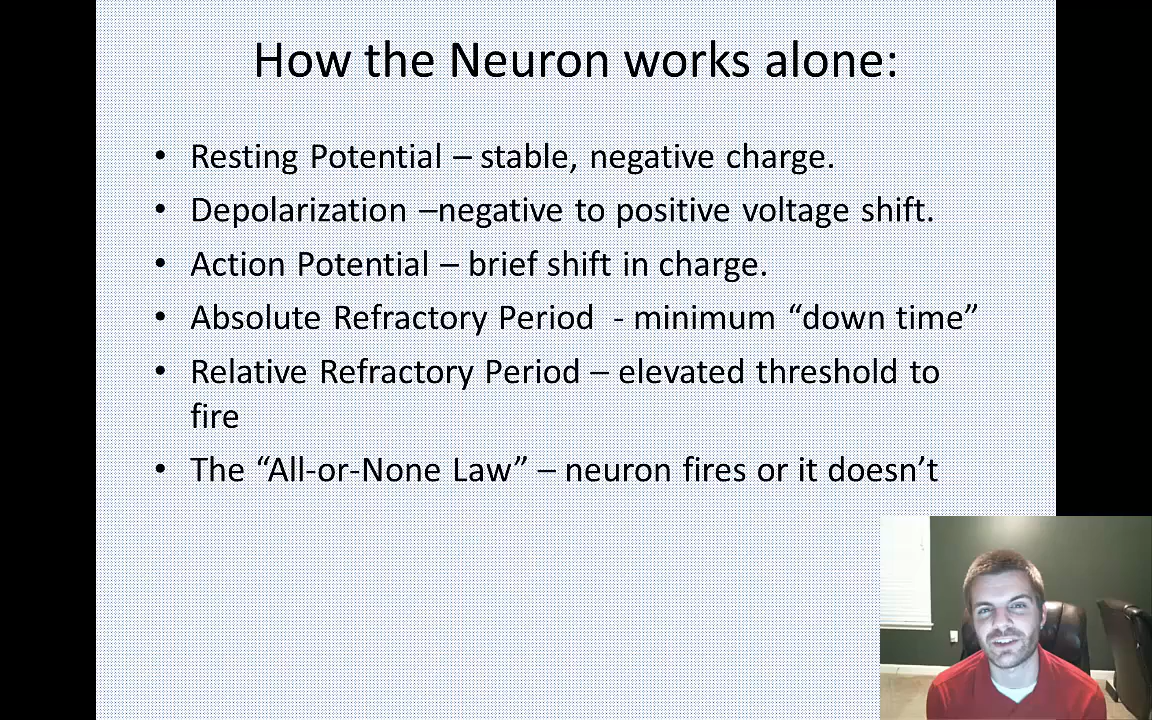 How the Neuron works alone:
• Resting Potential – stable, negative charge.
• Depolarization –negative to positive voltage shift.
• Action Potential – brief shift in charge.
• Absolute Refractory Period  - minimum “down time”
• Relative Refractory Period – elevated threshold to
fire
• The “All-or-None Law” – neuron fires or it doesn’t